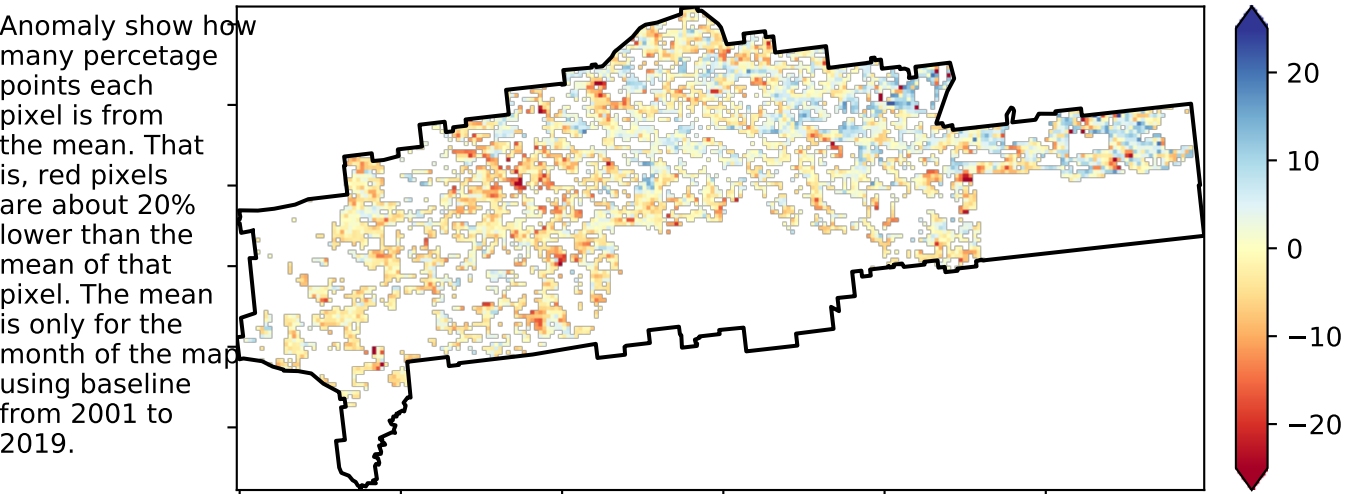 Anomaly show how
many percetage
points each
pixel is from
the mean. That
is, red pixels
are about 20%
lower than the
mean of that
pixel. The mean
is only for the
month of the map
using baseline
from 2001 to
2019.
20
10
0
−10
−20